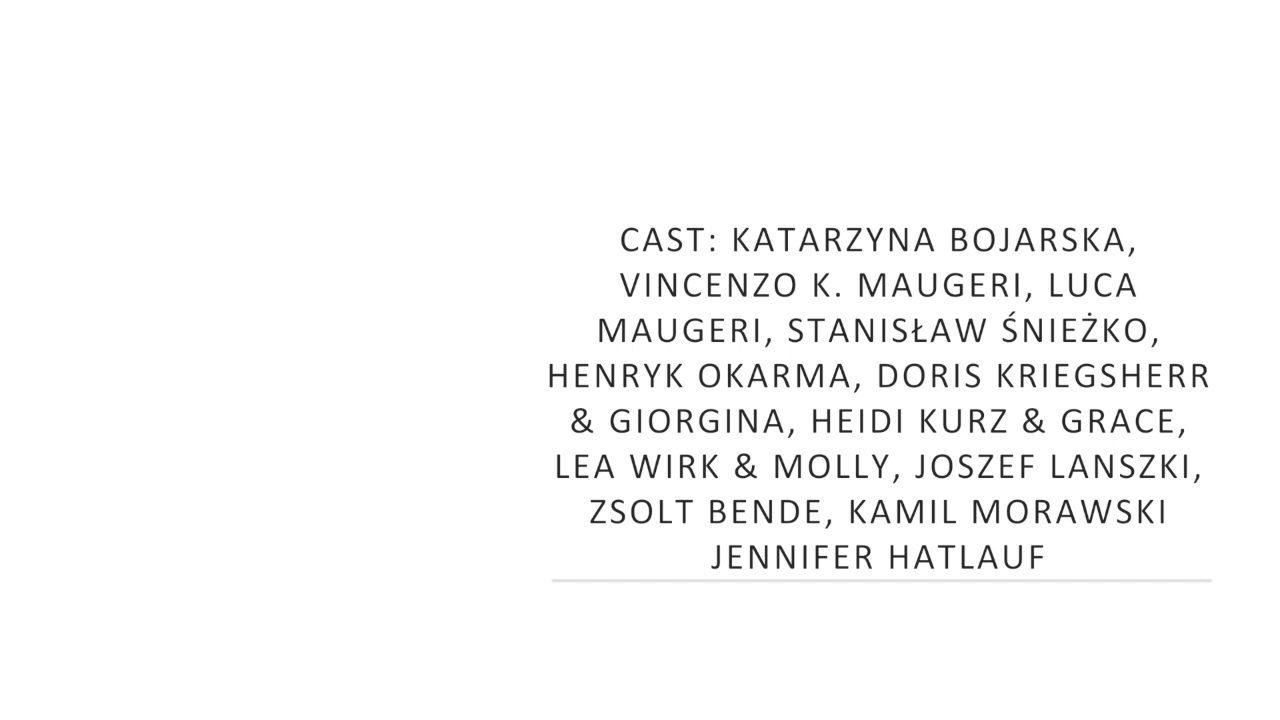 CAST: KATARZYNA BOJARSKA,
VINCENZO K. MAUGERI, LUCA
MAUGERI, STANISŁAW ŚNIEŻKO,
HENRYK OKARMA, DORIS KRIEGSHERR
& GIORGINA, HEIDI KURZ & GRACE,
LEA WIRK & MOLLY, JOSZEF LANSZKI,
ZSOLT BENDE, KAMIL MORAWSKI
JENNIFER HATLAUF